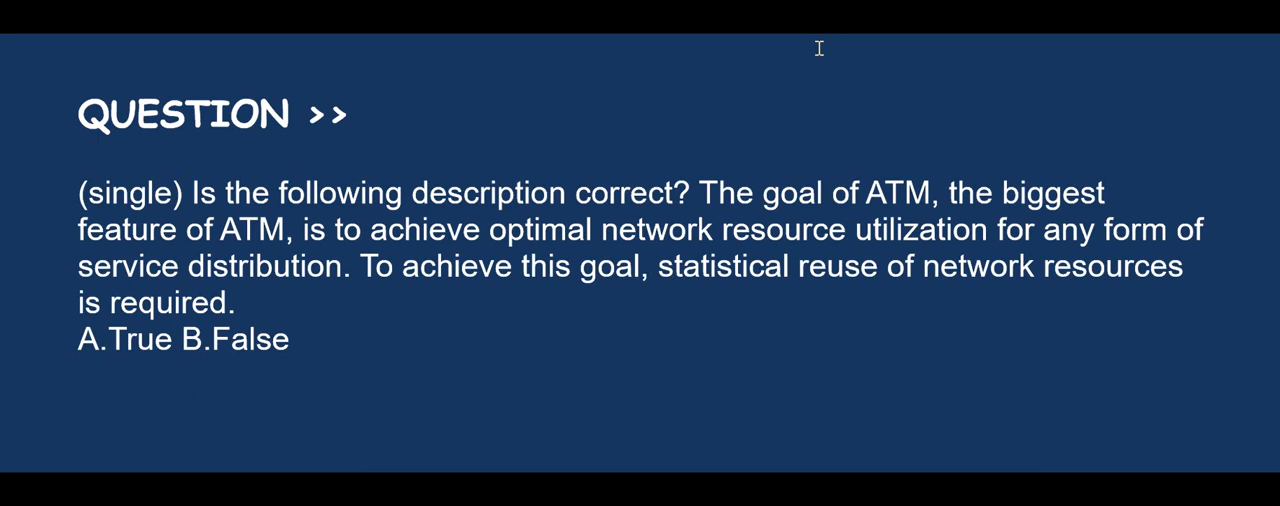 QUESTION >>
(single) Is the following description correct? The goal of ATM, the biggest
feature of ATM, is to achieve optimal network resource utilization for any form of
service distribution. To achieve this goal, statistical reuse of network resources
is required.
A.True B.False